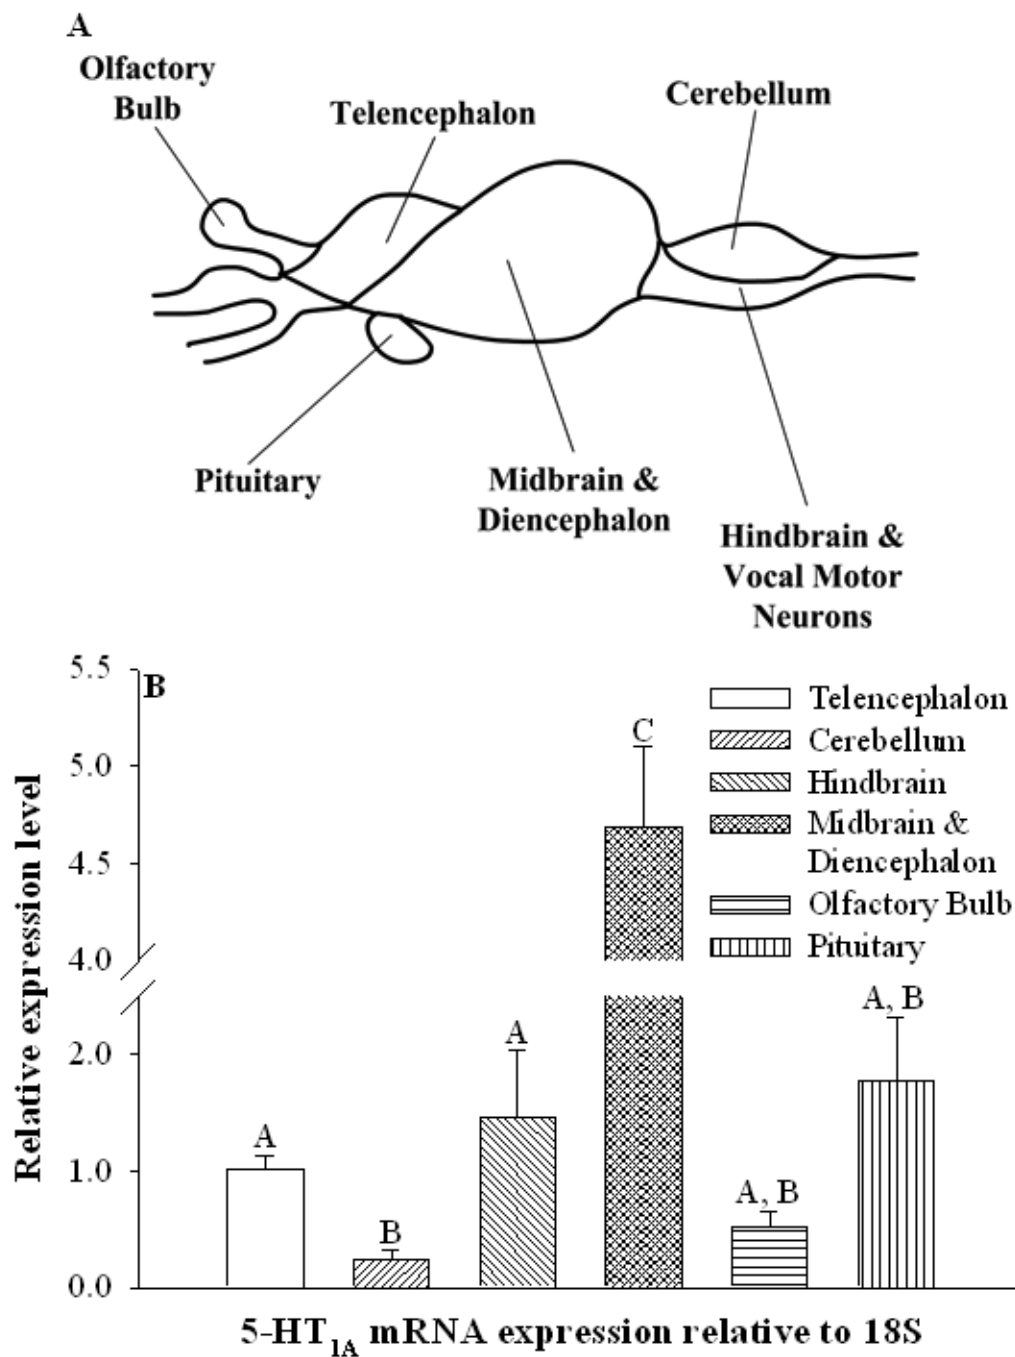 A
Olfactory
Bulb
Telencephalon
Cerebellum
Pituitary
Midbrain &
Diencephalon
Hindbrain &
Vocal Motor
Neurons
B
5.5
5.0
4.5
4.0
2.0
1.0
0.0
Relative expression level
Telencephalon
Cerebellum
Hindbrain
Midbrain &
Diencephalon
Olfactory Bulb
Pituitary
A
B
A
C
A, B
A, B
5-HT1A mRNA expression relative to 18S